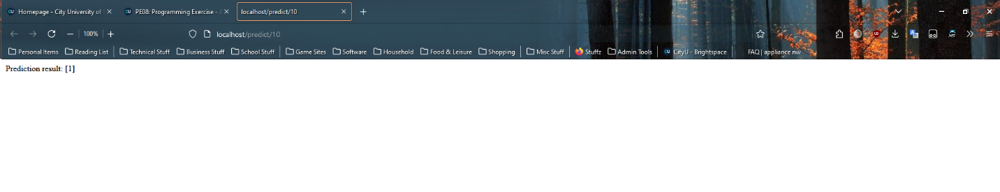 Homepage - City University of
PE08: Programming Exercise -
localhost/predict/10
100%
localhost/predict/10
Personal Items Reading List Technical Stuff Business Stuff School Stuff Game Sites Software Household Food & Leisure Shopping Misc Stuff Stuffz Admin Tools CityU - Brightspace FAQ | appliance nw
Prediction result: [1]